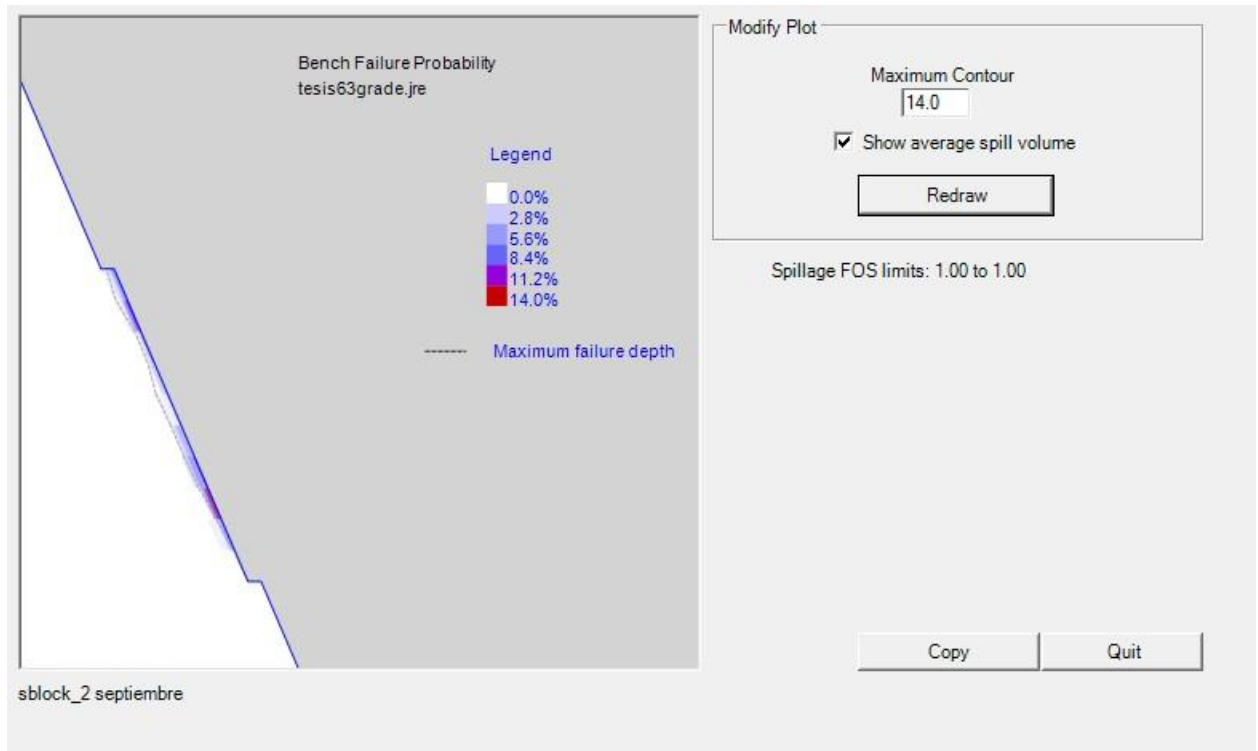 Bench Failure Probability
tesis63grade.jre
Legend
0.0%
2.8%
5.6%
8.4%
11.2%
14.0%
Maximum failure depth
Modify Plot
Maximum Contour
14.0
Show average spill volume
Redraw
Spillage FOS limits: 1.00 to 1.00
Copy
Quit
sblock_2 septiembre